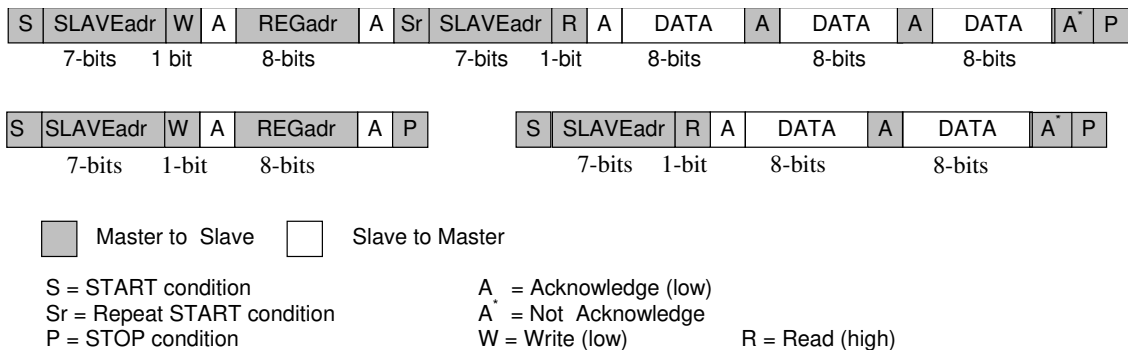 S SLAVEadr W A REGadr A Sr SLAVEadr R A DATA A DATA A DATA A* P
7-bits 1 bit 8-bits 7-bits 1-bit 8-bits 8-bits 8-bits
S SLAVEadr W A REGadr A P
7-bits 1-bit 8-bits
S SLAVEadr R A DATA A DATA A* P
7-bits 1-bit 8-bits 8-bits
Master to Slave Slave to Master
S = START condition
Sr = Repeat START condition
P = STOP condition
A = Acknowledge (low)
A* = Not Acknowledge
W = Write (low) R = Read (high)